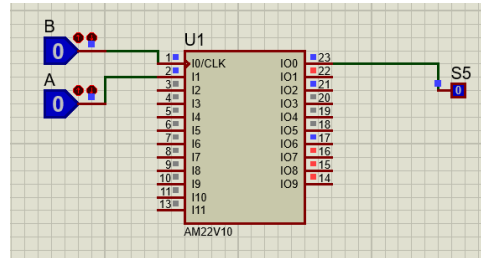 B
0
A
0
U1
1 I0/CLK IO0 23
2 I1 IO1 22
3 I2 IO2 21
4 I3 IO3 20
5 I4 IO4 19
6 I5 IO5 18
7 I6 IO6 17
8 I7 IO7 16
9 I8 IO8 15
10 I9 IO9 14
11 I10
13 I11
AM22V10
S5
0